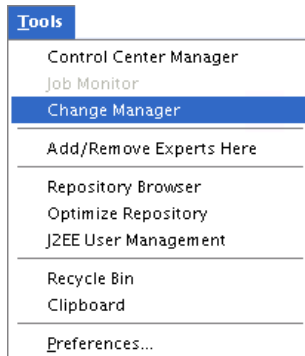 Tools
Control Center Manager
Job Monitor
Change Manager
Add/Remove Experts Here
Repository Browser
Optimize Repository
J2EE User Management
Recycle Bin
Clipboard
Preferences...